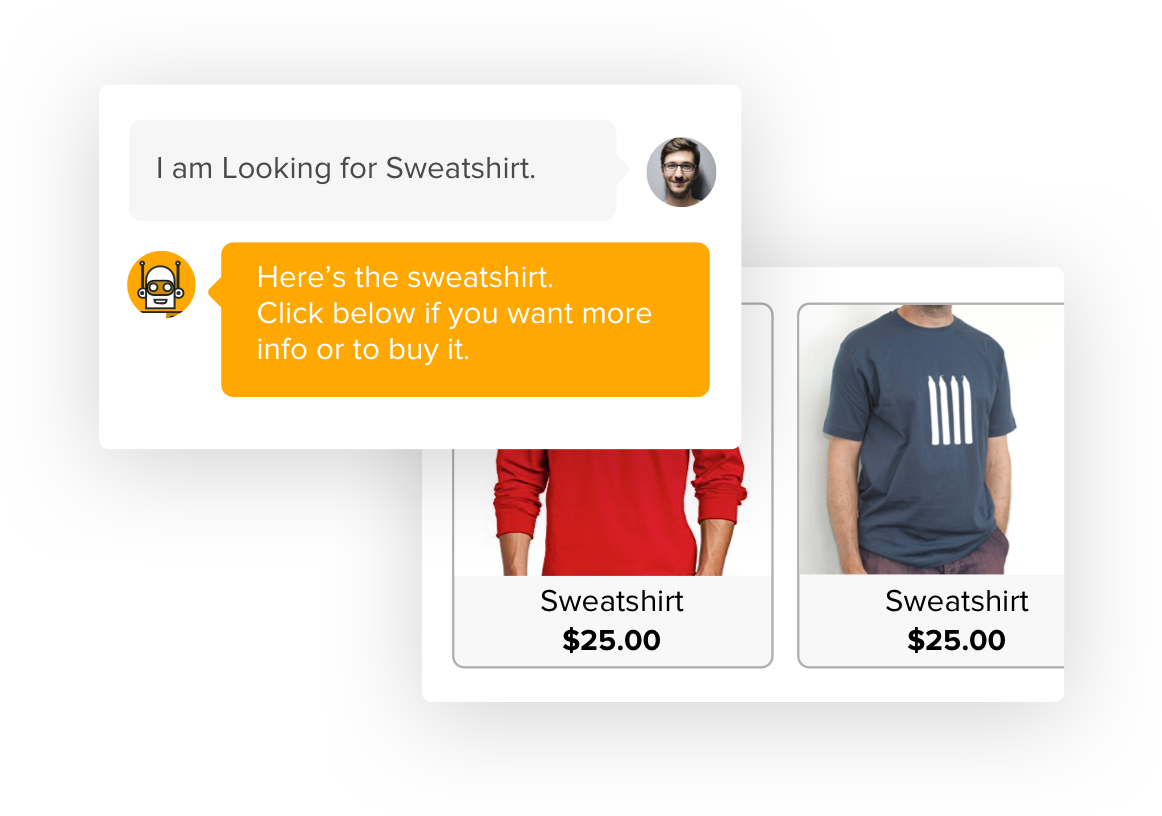 I am Looking for Sweatshirt.
Here’s the sweatshirt.
Click below if you want more
info or to buy it.
Sweatshirt
$25.00
Sweatshirt
$25.00